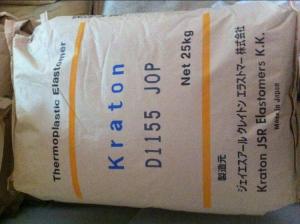 Thermoplastic Elastomer
Kraton
D1155 JOP
Net 25kg
製造元
ジェイエスアール クレイトン エラストマー 株式会社
Kraton JSR Elastomers K.K.
Made in Japan